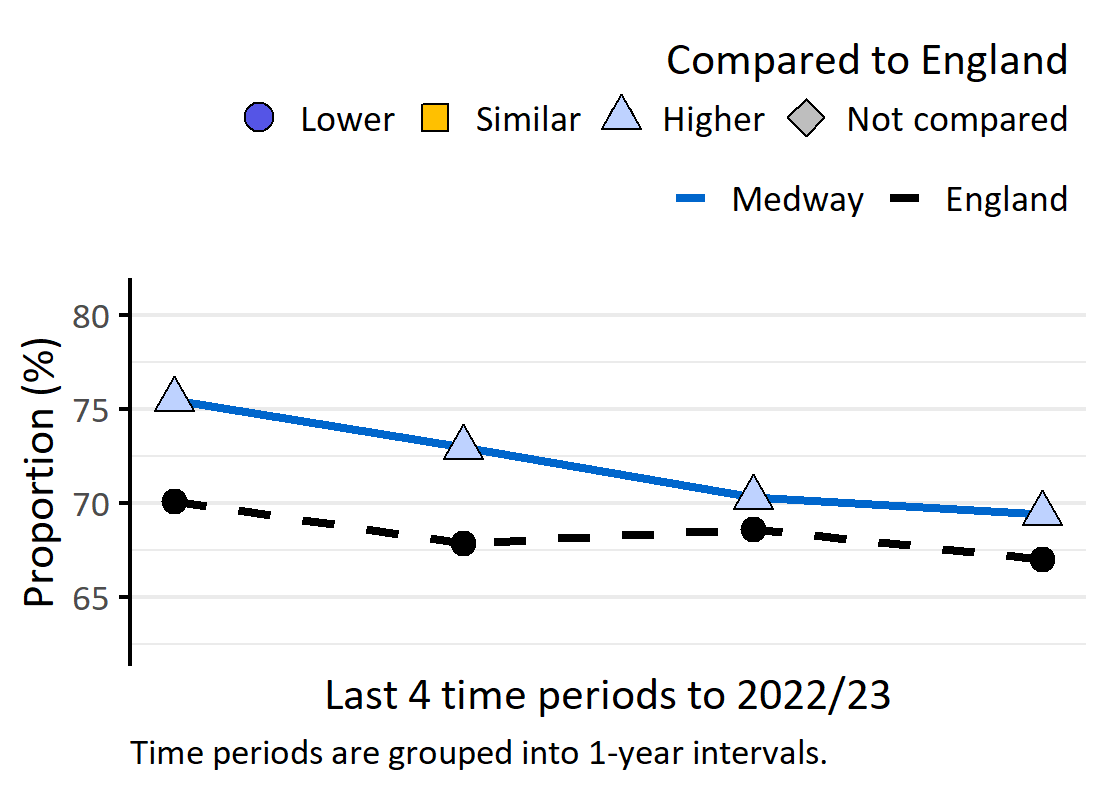 Compared to England
Lower Similar Higher Not compared
Medway England
80
75
70
65
Proportion (%)
Last 4 time periods to 2022/23
Time periods are grouped into 1-year intervals.